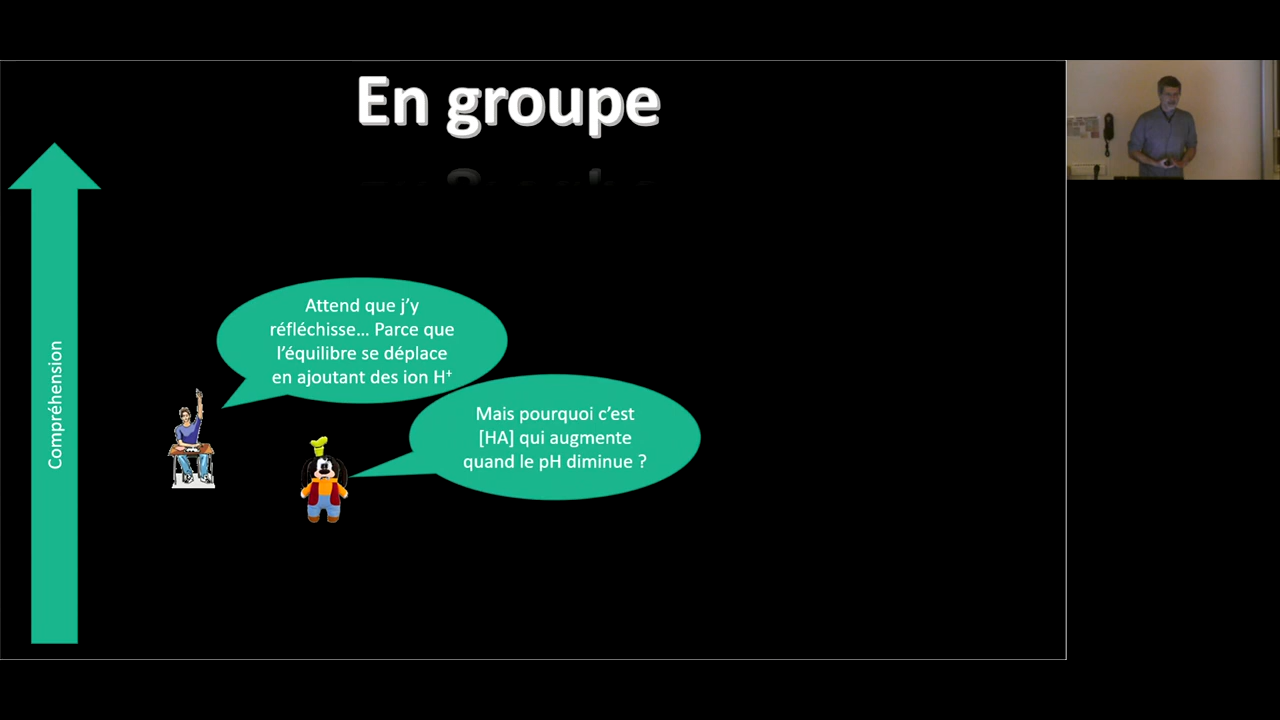 En groupe
Attend que j'y
réfléchisse... Parce que
l'équilibre se déplace
en ajoutant des ion H⁺
Mais pourquoi c'est
[HA] qui augmente
quand le pH diminue ?
Compréhension